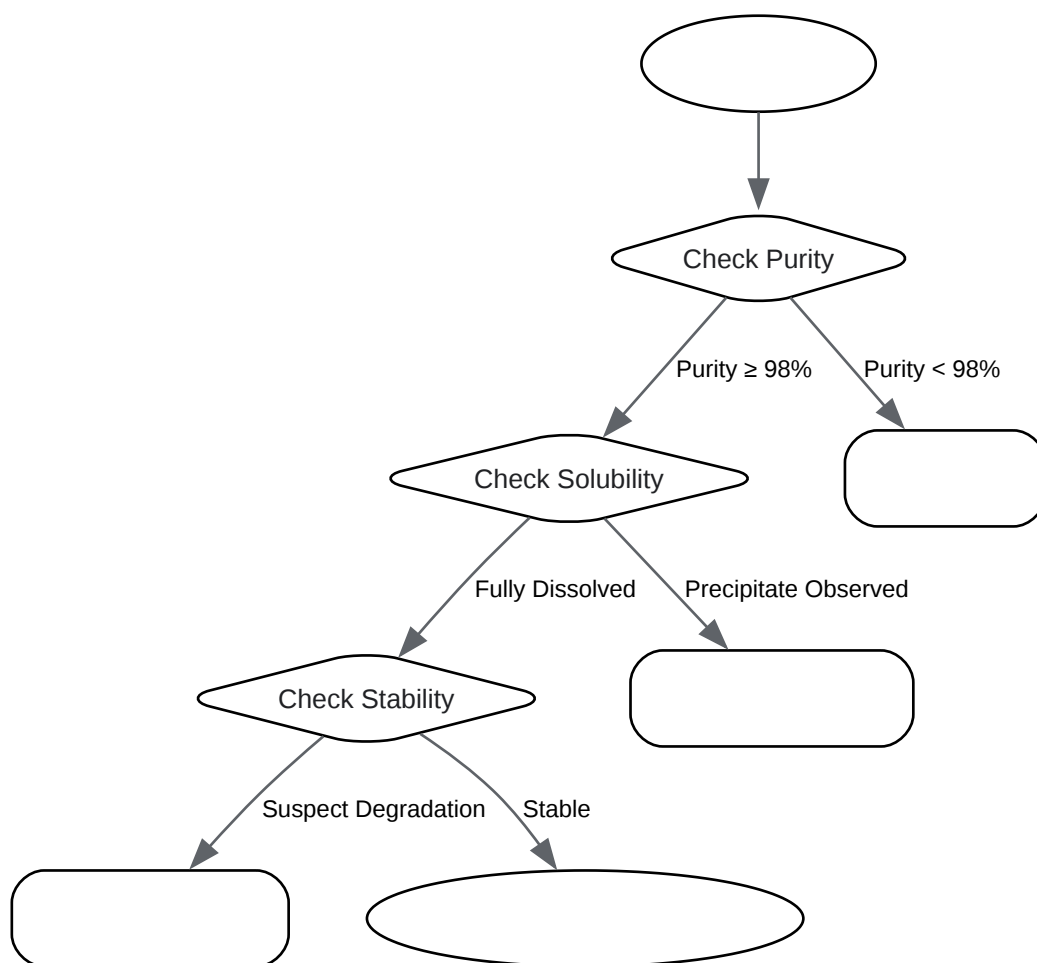 Check Purity
Purity ≥ 98%
Purity < 98%
Check Solubility
Fully Dissolved
Precipitate Observed
Check Stability
Suspect Degradation
Stable